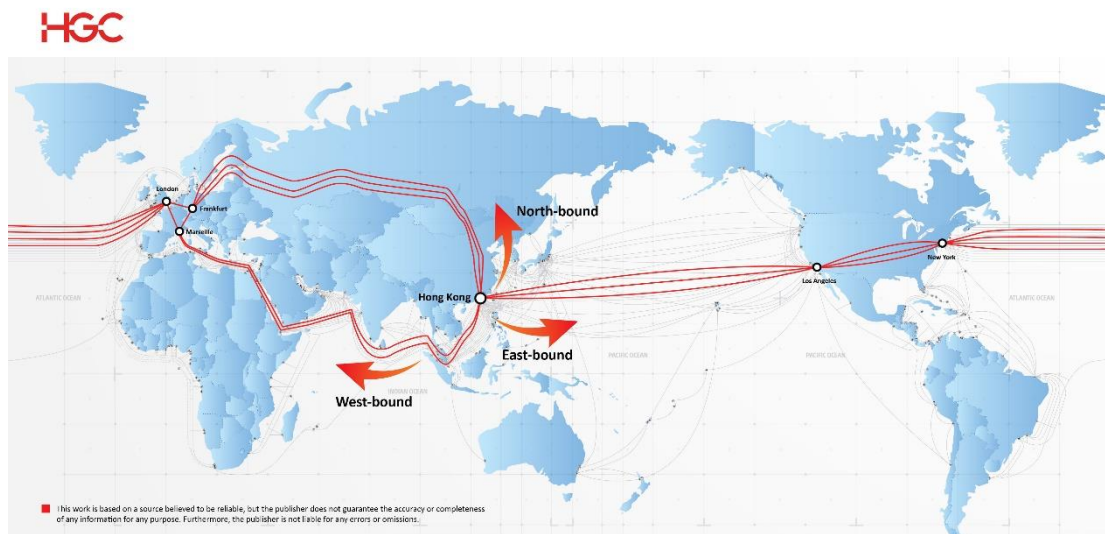 HGC
London
Frankfurt
Marseille
North-bound
New York
Los Angeles
Hong Kong
ATLANTIC OCEAN
ATLANTIC OCEAN
East-bound
PACIFIC OCEAN
PACIFIC OCEAN
INDIAN OCEAN
West-bound
This work is based on a source believed to be reliable, but the publisher does not guarantee the accuracy or completeness
of any information for any purpose. Furthermore, the publisher is not liable for any errors or omissions.